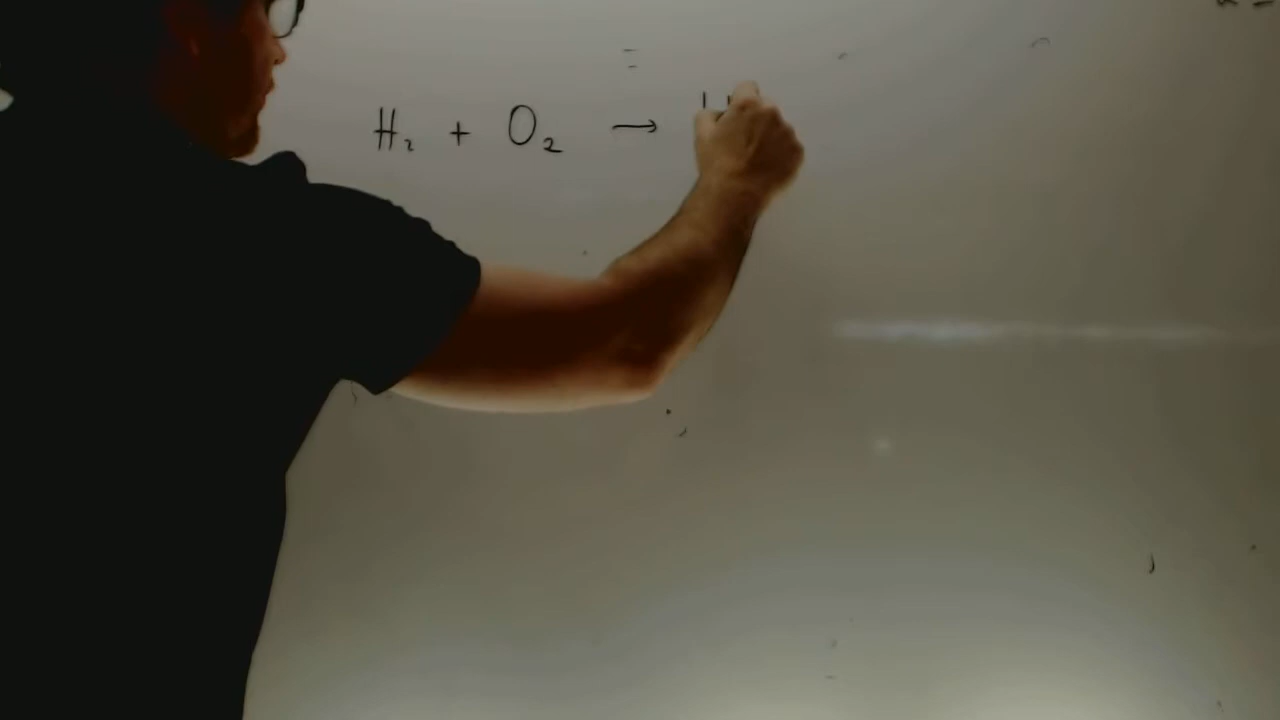 H₂ + O₂ → H